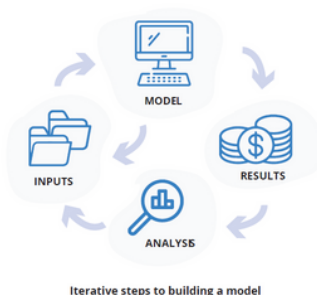 MODEL
INPUTS
RESULTS
ANALYSIS
$
Iterative steps to building a model